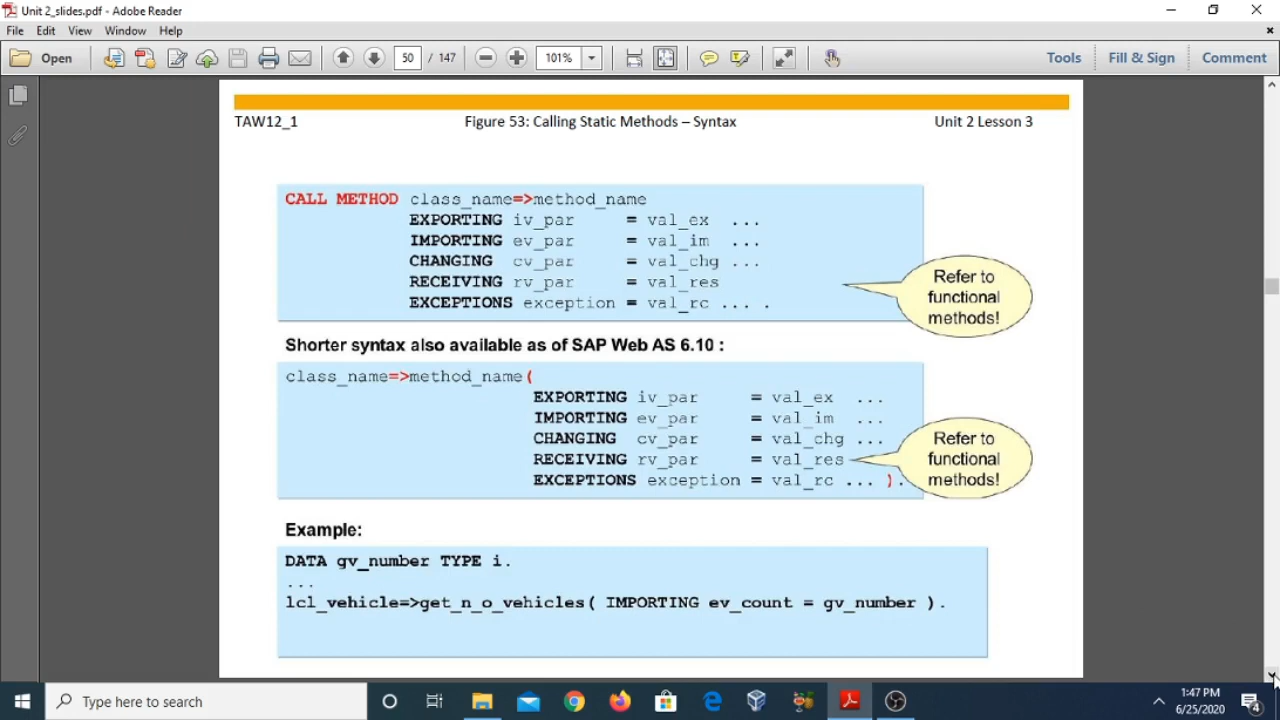 Unit 2_slides.pdf - Adobe Reader
File Edit View Window Help
Open 50 / 147 101% Tools Fill & Sign Comment
TAW12_1 Figure 53: Calling Static Methods – Syntax Unit 2 Lesson 3
CALL METHOD class_name=>method_name
EXPORTING iv_par = val_ex ...
IMPORTING ev_par = val_im ...
CHANGING cv_par = val_chg ...
RECEIVING rv_par = val_res
EXCEPTIONS exception = val_rc ... .
Refer to
functional
methods!
Shorter syntax also available as of SAP Web AS 6.10 :
class_name=>method_name(
EXPORTING iv_par = val_ex ...
IMPORTING ev_par = val_im ...
CHANGING cv_par = val_chg ...
RECEIVING rv_par = val_res
EXCEPTIONS exception = val_rc ... ).
Refer to
functional
methods!
Example:
DATA gv_number TYPE i.
...
lcl_vehicle=>get_n_o_vehicles( IMPORTING ev_count = gv_number ).
Type here to search
1:47 PM
6/25/2020
4